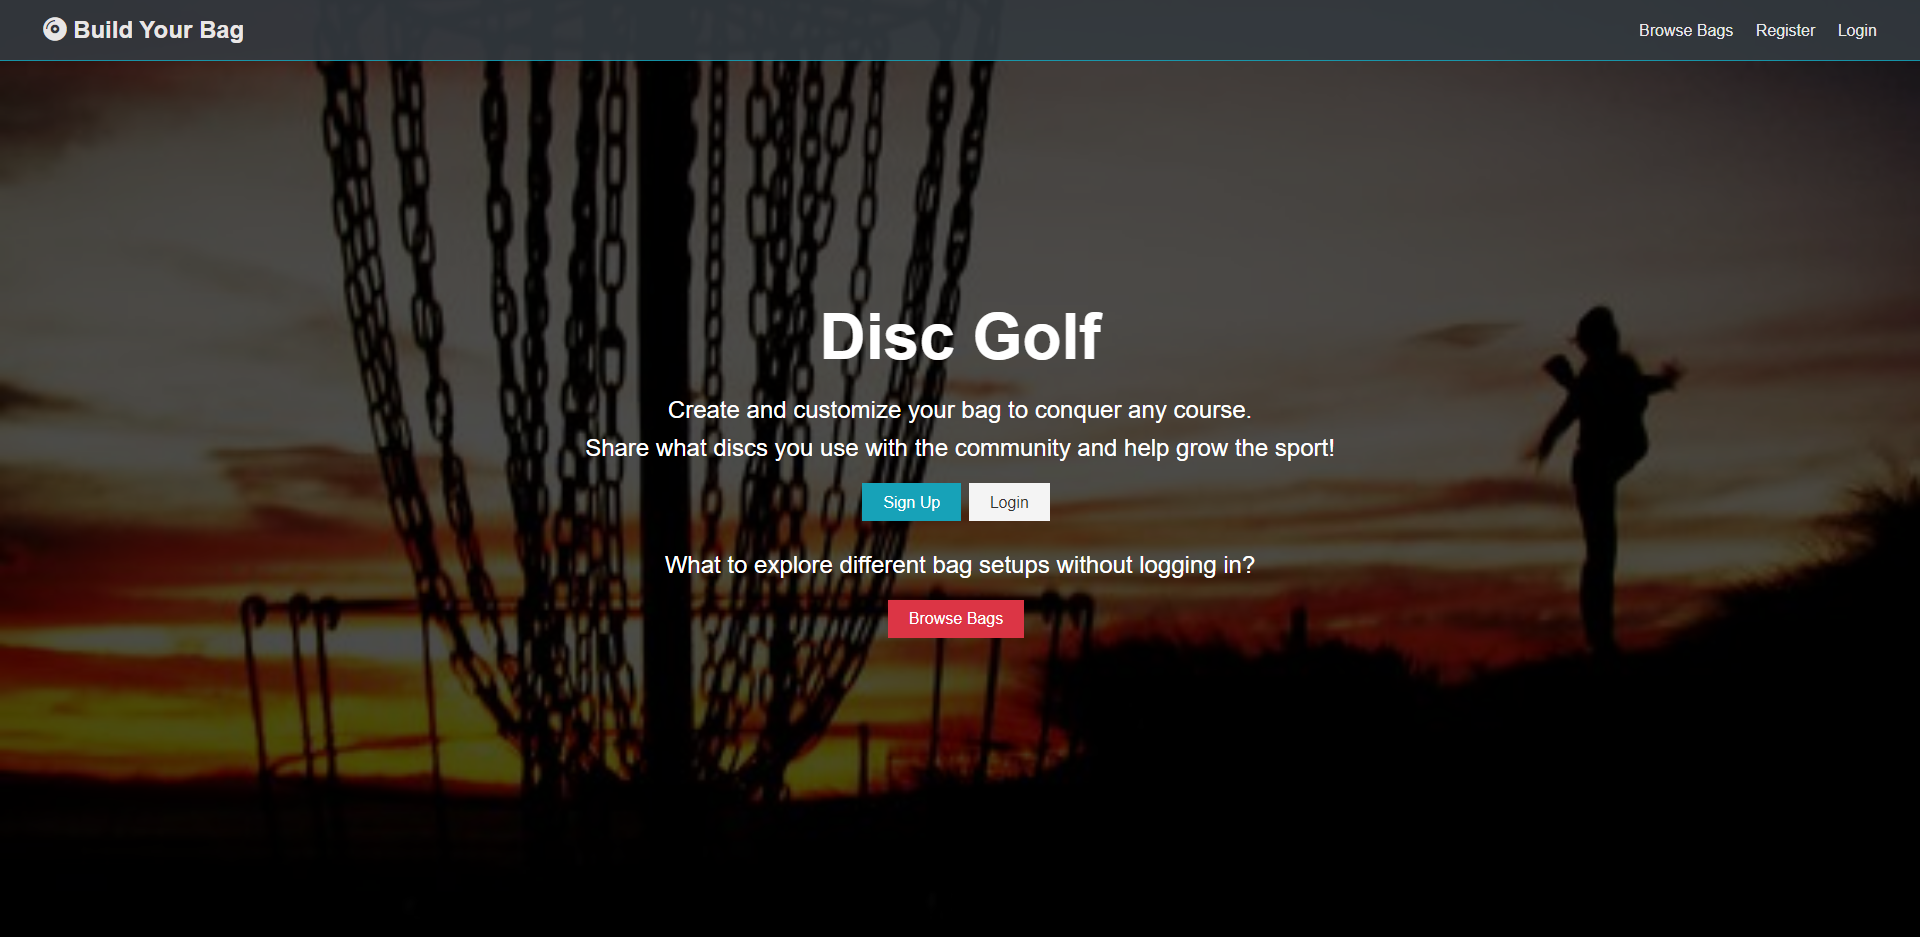 Build Your Bag
Browse Bags Register Login
Disc Golf
Create and customize your bag to conquer any course.
Share what discs you use with the community and help grow the sport!
Sign Up Login
What to explore different bag setups without logging in?
Browse Bags